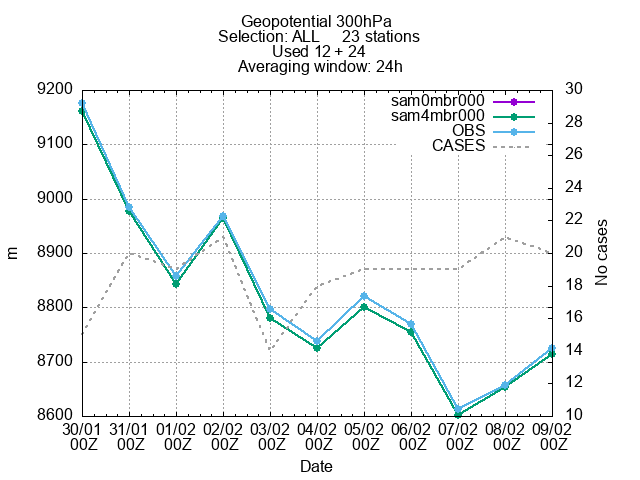 Geopotential 300hPa
Selection: ALL 23 stations
Used 12 + 24
Averaging window: 24h
sam0mbr000
sam4mbr000
OBS
CASES
9200
9100
9000
8900
8800
8700
8600
m
30
28
26
24
22
20
18
16
14
12
10
No cases
30/01 31/01 01/02 02/02 03/02 04/02 05/02 06/02 07/02 08/02 09/02
00Z 00Z 00Z 00Z 00Z 00Z 00Z 00Z 00Z 00Z 00Z
Date